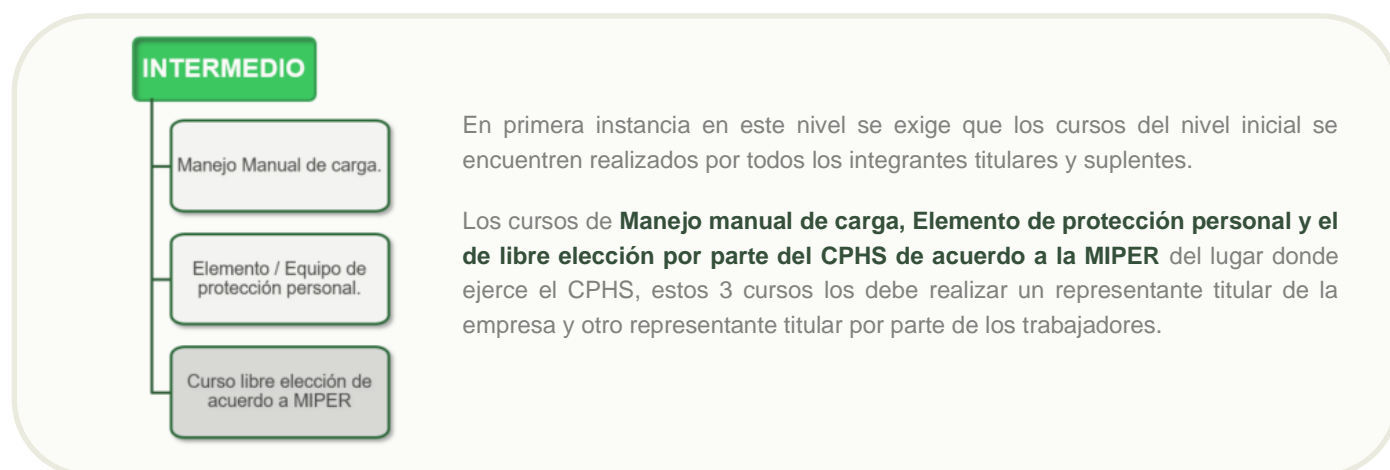 INTERMEDIO
Manejo Manual de carga.
Elemento / Equipo de
protección personal.
Curso libre elección de
acuerdo a MIPER
En primera instancia en este nivel se exige que los cursos del nivel inicial se
encuentren realizados por todos los integrantes titulares y suplentes.
Los cursos de Manejo manual de carga, Elemento de protección personal y el
de libre elección por parte del CPHS de acuerdo a la MIPER del lugar donde
ejerce el CPHS, estos 3 cursos los debe realizar un representante titular de la
empresa y otro representante titular por parte de los trabajadores.